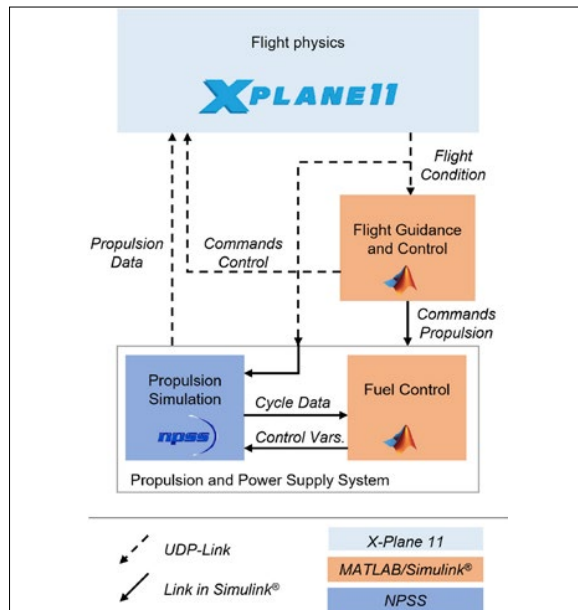 Flight physics
XPLANE11
Flight
Condition
Flight Guidance
and Control
Propulsion
Data
Commands
Control
Commands
Propulsion
Propulsion
Simulation
npss
Cycle Data
Control Vars.
Fuel Control
Propulsion and Power Supply System
UDP-Link
Link in Simulink®
X-Plane 11
MATLAB/Simulink®
NPSS